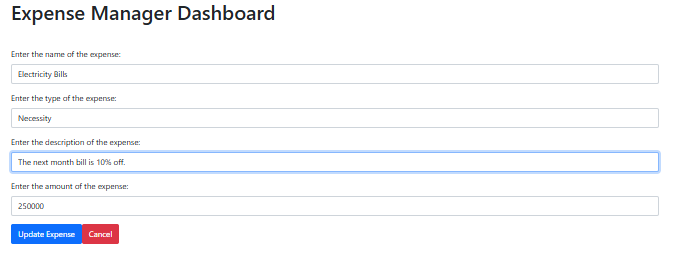 Expense Manager Dashboard
Enter the name of the expense:
Electricity Bills
Enter the type of the expense:
Necessity
Enter the description of the expense:
The next month bill is 10% off.
Enter the amount of the expense:
250000
Update Expense Cancel